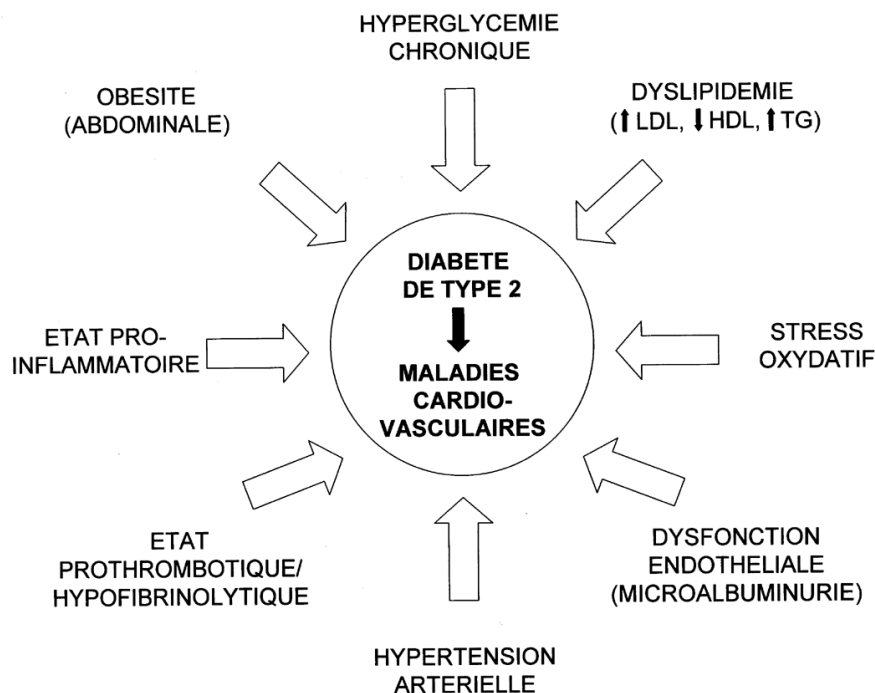 HYPERGLYCEMIE
CHRONIQUE
OBESITE
(ABDOMINALE)
DYSLIPIDEMIE
(⬆LDL, ⬇HDL, ⬆TG)
DIABETE
DE TYPE 2
MALADIES
CARDIO-
VASCULAIRES
ETAT PRO-
INFLAMMATOIRE
STRESS
OXYDATIF
ETAT
PROTHROMBOTIQUE/
HYPOFIBRINOLYTIQUE
DYSFONCTION
ENDOTHELIALE
(MICROALBUMINURIE)
HYPERTENSION
ARTERIELLE